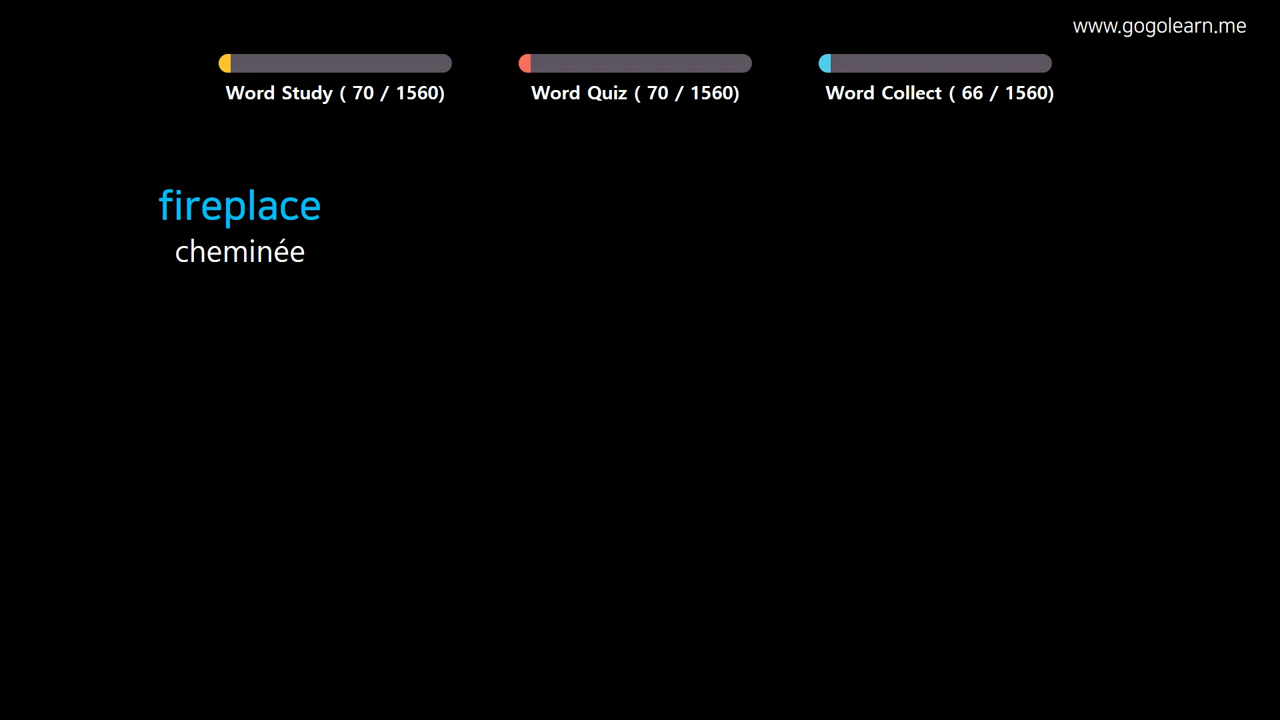 www.gogolearn.me
Word Study ( 70 / 1560)
Word Quiz ( 70 / 1560)
Word Collect ( 66 / 1560)
fireplace
cheminée